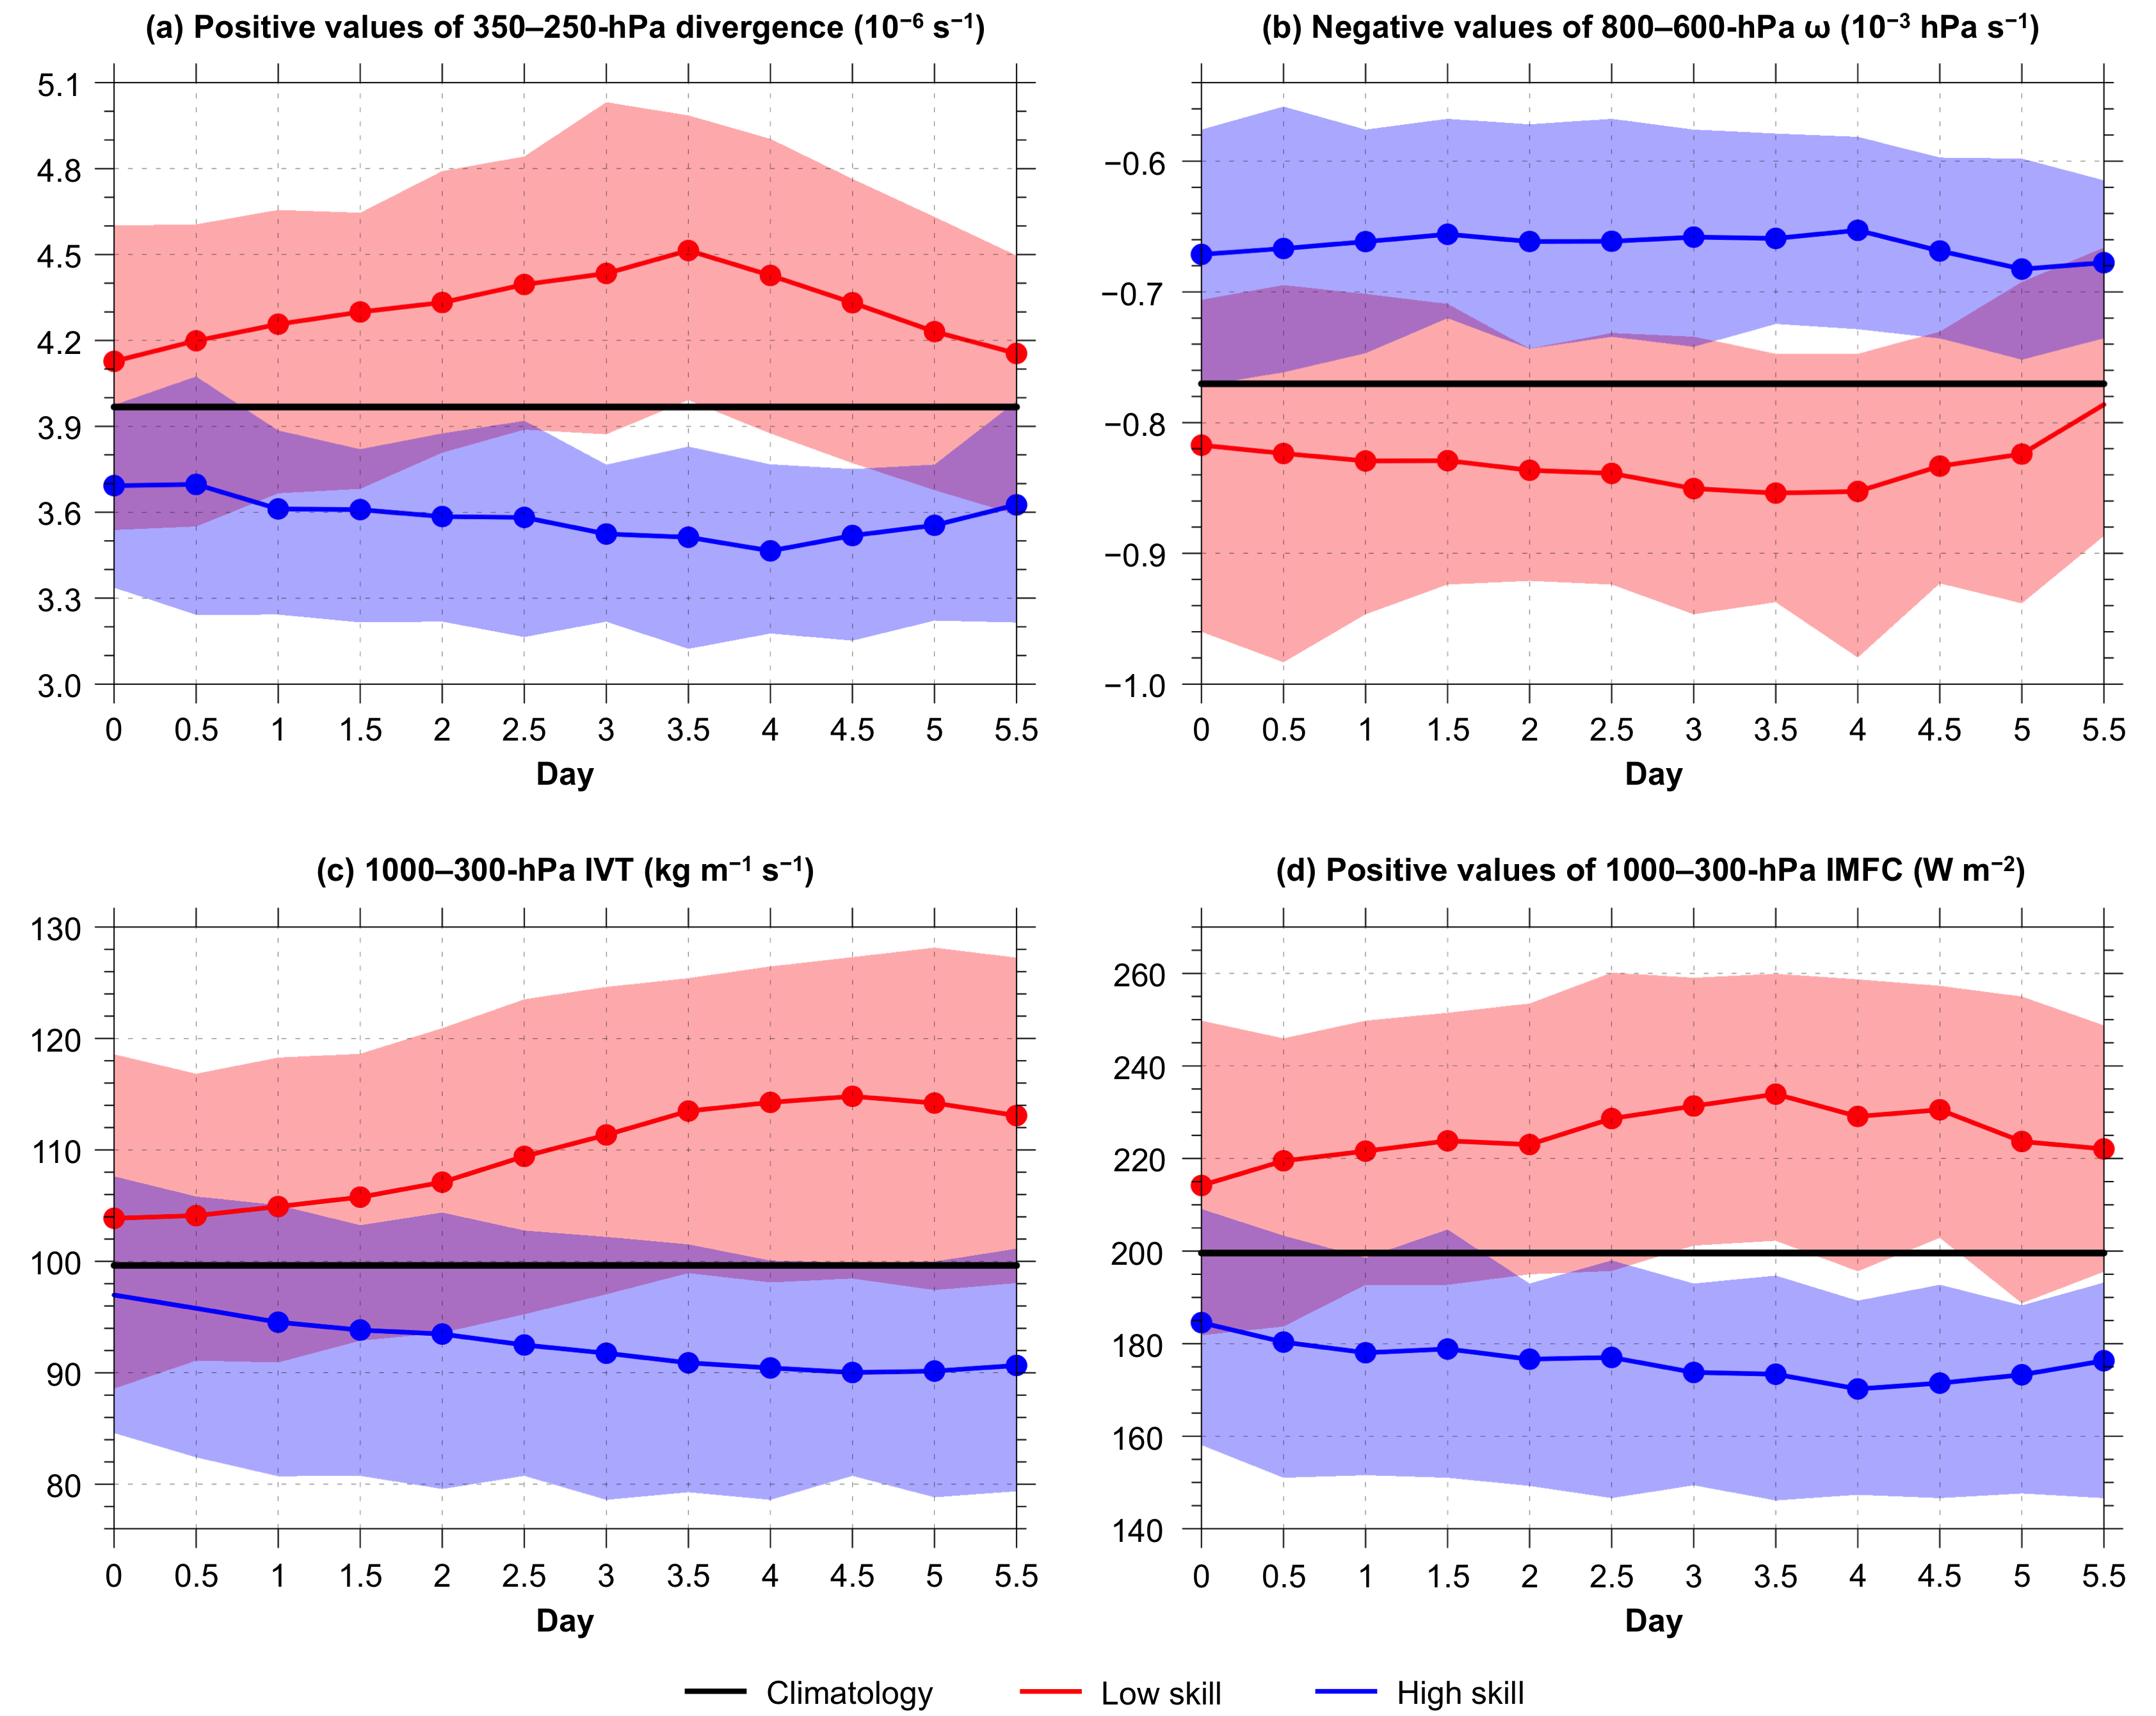 (a) Positive values of 350–250-hPa divergence (10⁻⁶ s⁻¹)
5.1
4.8
4.5
4.2
3.9
3.6
3.3
3.0
0 0.5 1 1.5 2 2.5 3 3.5 4 4.5 5 5.5
Day
(b) Negative values of 800–600-hPa ω (10⁻³ hPa s⁻¹)
−0.6
−0.7
−0.8
−0.9
−1.0
0 0.5 1 1.5 2 2.5 3 3.5 4 4.5 5 5.5
Day
(c) 1000–300-hPa IVT (kg m⁻¹ s⁻¹)
130
120
110
100
90
80
0 0.5 1 1.5 2 2.5 3 3.5 4 4.5 5 5.5
Day
(d) Positive values of 1000–300-hPa IMFC (W m⁻²)
260
240
220
200
180
160
140
0 0.5 1 1.5 2 2.5 3 3.5 4 4.5 5 5.5
Day
Climatology Low skill High skill